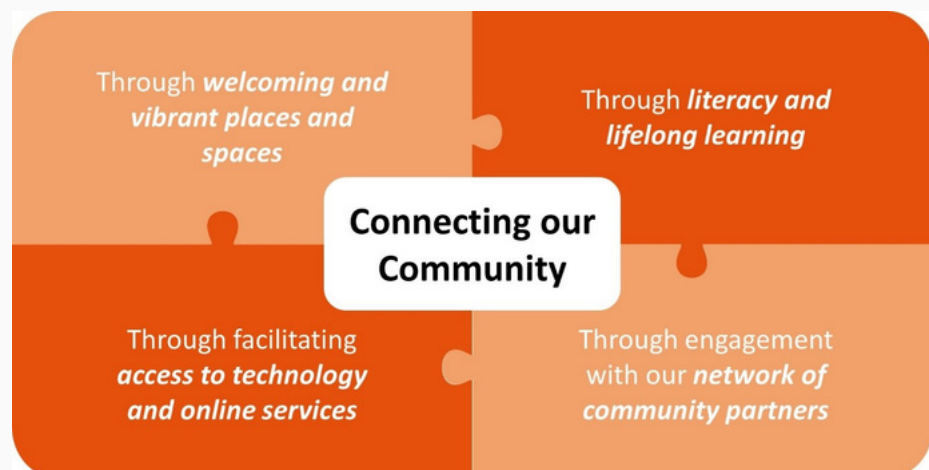 Through welcoming and
vibrant places and
spaces
Through literacy and
lifelong learning
Connecting our
Community
Through facilitating
access to technology
and online services
Through engagement
with our network of
community partners